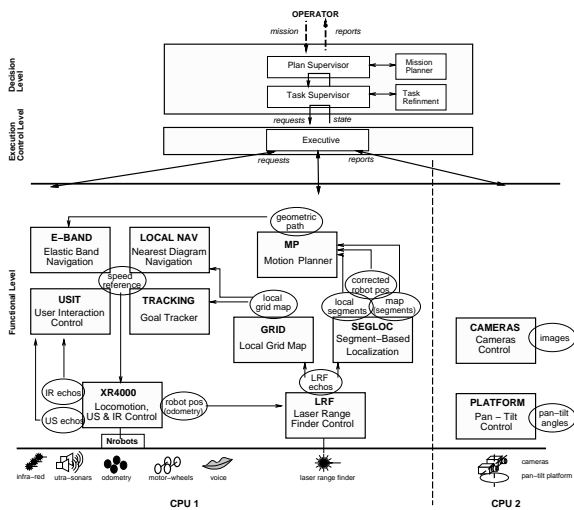 OPERATOR
mission
reports
Decision
Level
Plan Supervisor
Mission
Planner
Task Supervisor
Task
Refinment
requests
state
Execution
Control Level
Executive
requests
reports
Functional Level
geometric
path
E-BAND
Elastic Band
Navigation
LOCAL NAV
Nearest Diagram
Navigation
MP
Motion Planner
speed
reference
corrected
robot pos
USIT
User Interaction
Control
TRACKING
Goal Tracker
local
grid map
local
segments
map
(segments)
GRID
Local Grid Map
SEGLOC
Segment-Based
Localization
CAMERAS
Cameras
Control
images
LRF
echos
IR echos
US echos
XR4000
Locomotion,
US & IR Control
robot pos
(odometry)
LRF
Laser Range
Finder Control
PLATFORM
Pan - Tilt
Control
pan-tilt
angles
Nrobots
infra-red
utra-sonars
odometry
motor-wheels
voice
laser range finder
cameras
pan-tilt platform
CPU 1
CPU 2